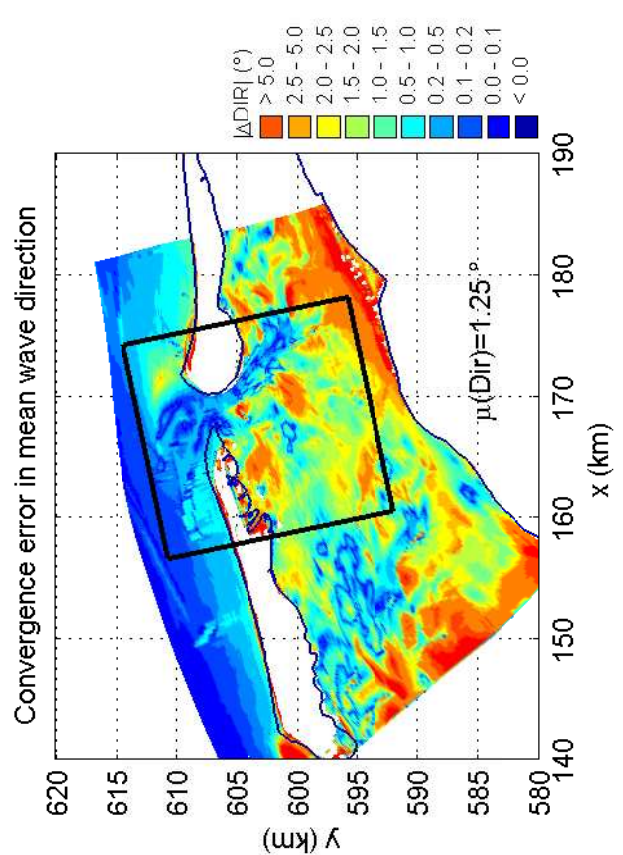 Convergence error in mean wave direction
620
615
610
605
600
595
590
585
580
y (km)
140
150
160
170
180
190
x (km)
μ(Dir)=1.25°
|ΔDIR| (°)
> 5.0
2.5 - 5.0
2.0 - 2.5
1.5 - 2.0
1.0 - 1.5
0.5 - 1.0
0.2 - 0.5
0.1 - 0.2
0.0 - 0.1
< 0.0